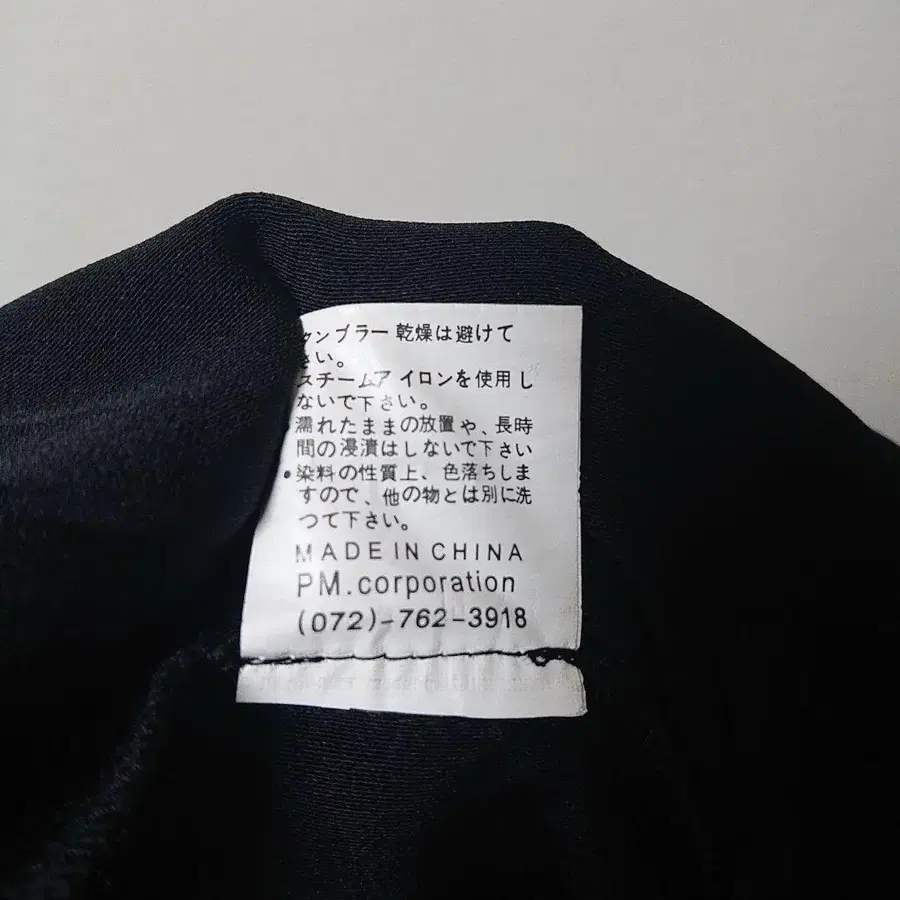 タンブラー乾燥は避けて
さい。
スチームアイロンを使用し
ないで下さい。
濡れたままの放置や、長時
間の浸漬はしないで下さい
•染料の性質上、色落ちしま
すので、他の物とは別に洗
つて下さい。
MADE IN CHINA
PM.corporation
(072)-762-3918